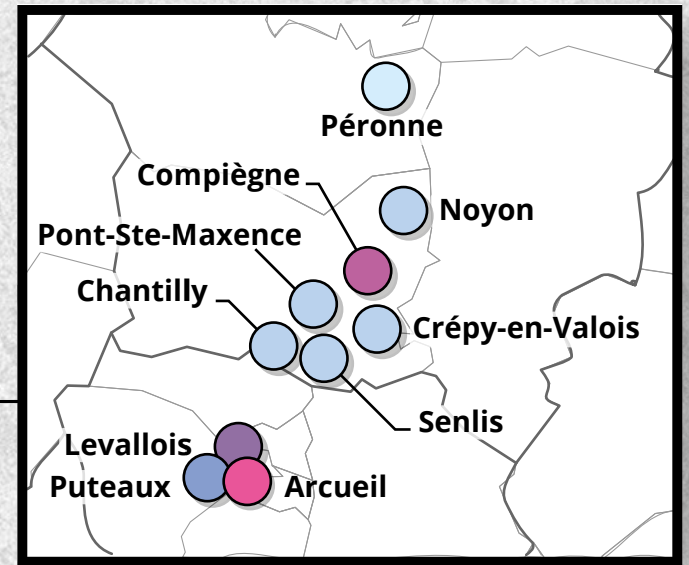 Péronne
Compiègne
Noyon
Pont-Ste-Maxence
Chantilly
Crépy-en-Valois
Senlis
Levallois
Puteaux
Arcueil